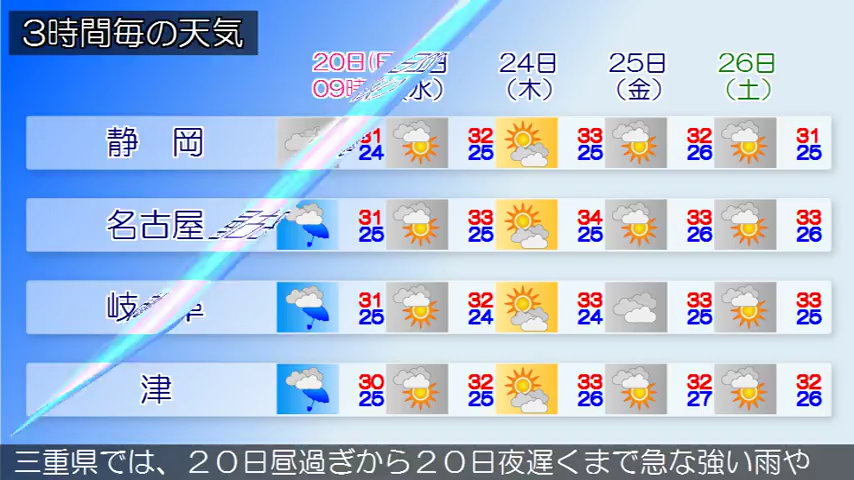 3時間毎の天気
20日(日 24日 25日 26日
09時 (水) (木) (金) (土)
静 岡 31 32 33 32 31
24 25 25 26 25
名古屋 31 33 34 33 33
25 25 25 26 26
岐 阜 31 32 33 33 33
25 24 24 25 25
津 30 32 33 32 32
25 25 26 27 26
三重県では、20日昼過ぎから20日夜遅くまで急な強い雨や